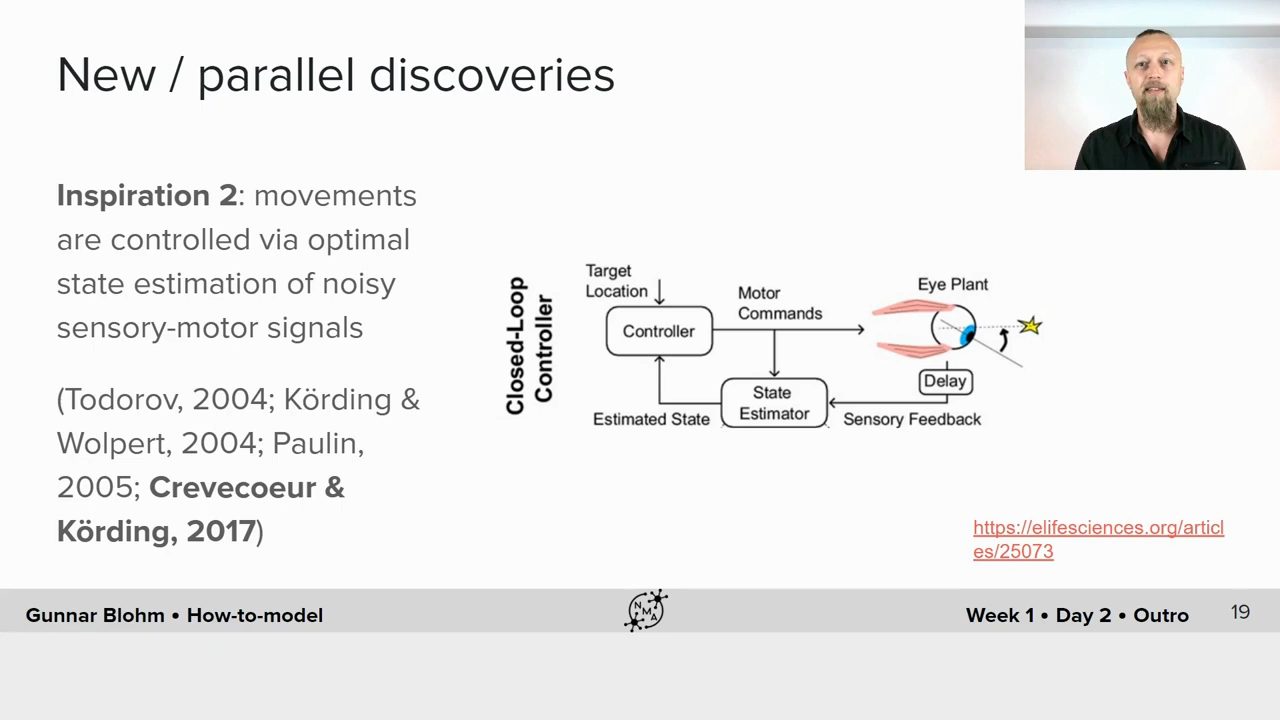 New / parallel discoveries
Inspiration 2: movements
are controlled via optimal
state estimation of noisy
sensory-motor signals
(Todorov, 2004; Körding &
Wolpert, 2004; Paulin,
2005; Crevecoeur &
Körding, 2017)
Closed-Loop
Controller
Target
Location
Controller
Motor
Commands
Eye Plant
Delay
State
Estimator
Estimated State
Sensory Feedback
https://elifesciences.org/articl
es/25073
Gunnar Blohm • How-to-model
NMA
Week 1 • Day 2 • Outro
19